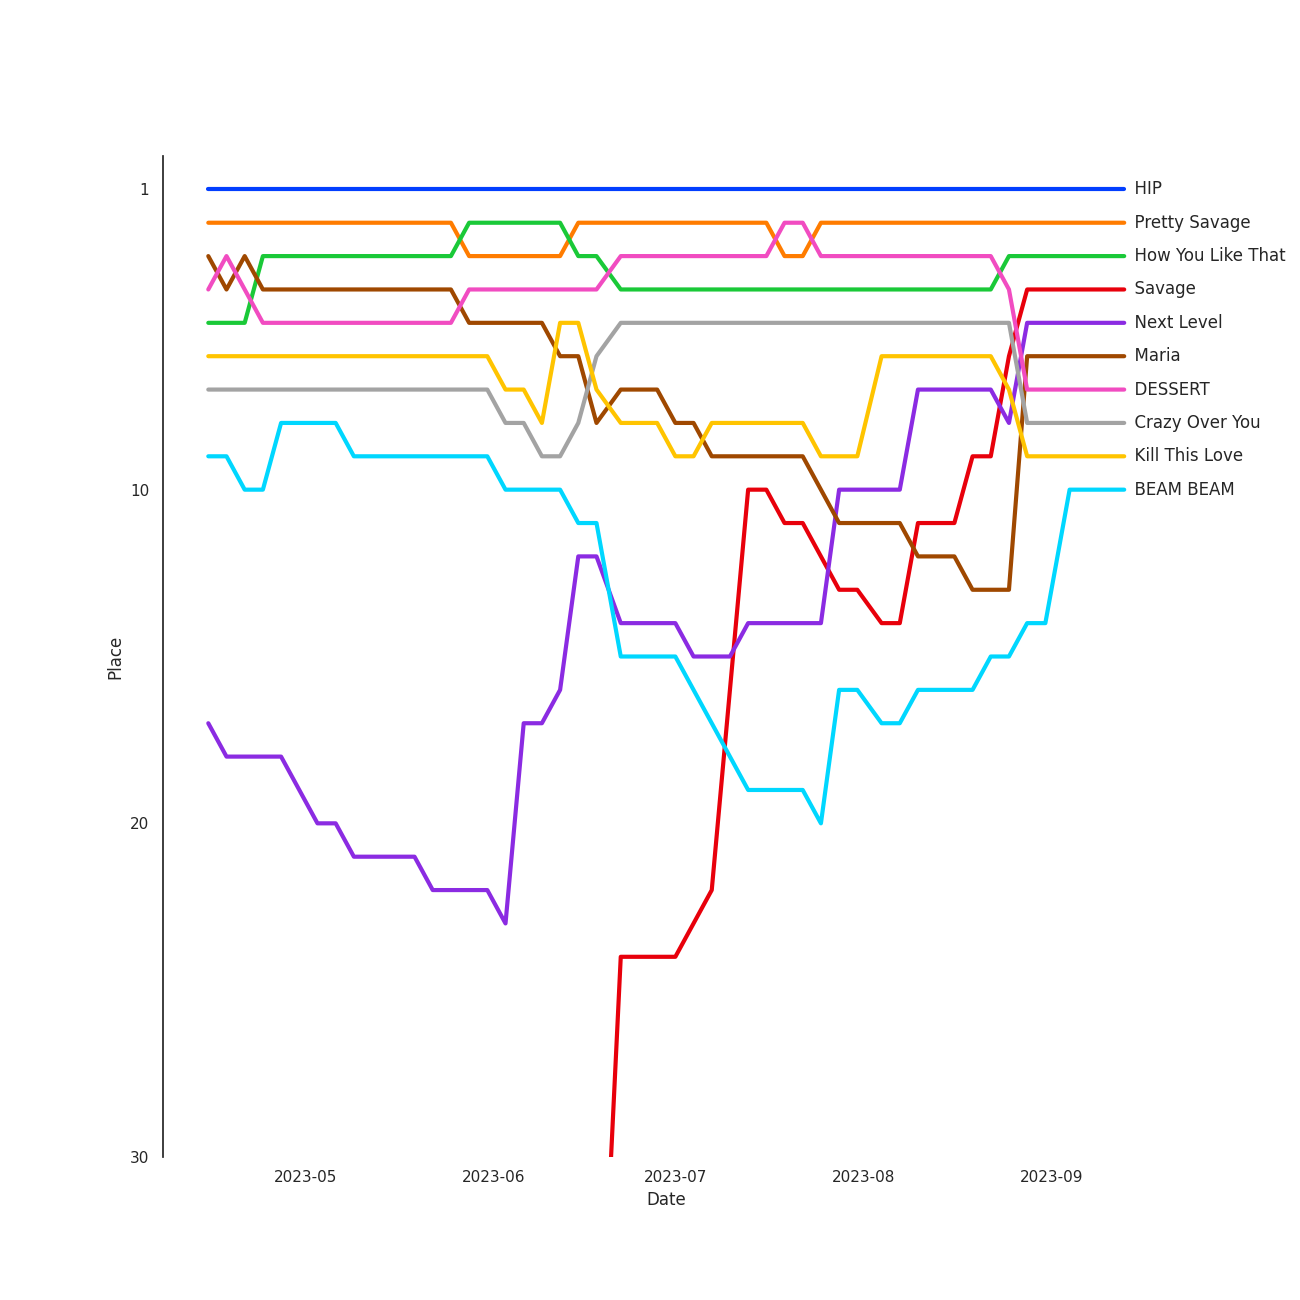 1
10
20
30
Place
2023-05
2023-06
2023-07
2023-08
2023-09
Date
HIP
Pretty Savage
How You Like That
Savage
Next Level
Maria
DESSERT
Crazy Over You
Kill This Love
BEAM BEAM